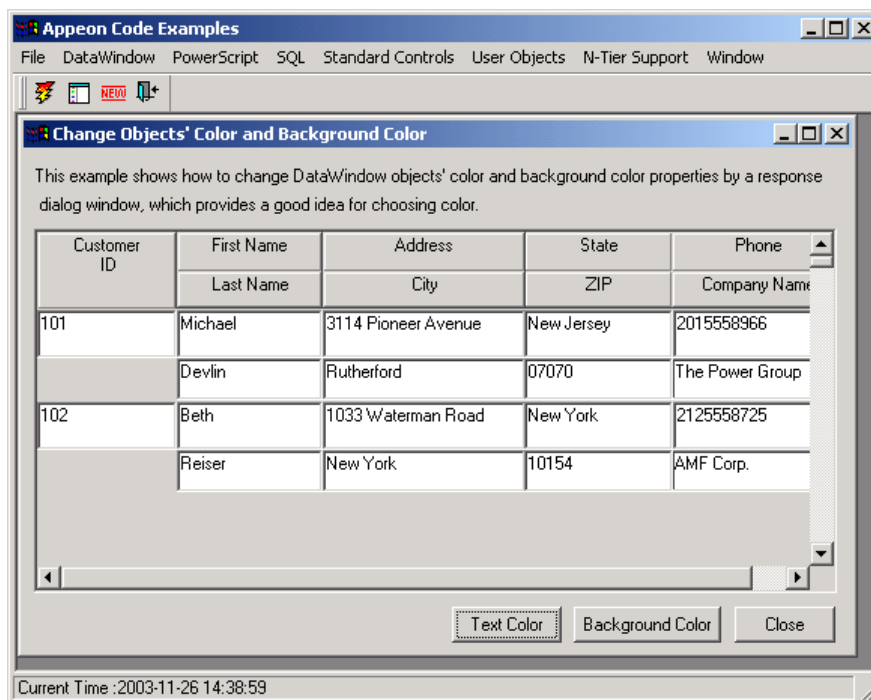 Appeon Code Examples
File DataWindow PowerScript SQL Standard Controls User Objects N-Tier Support Window
NEW
Change Objects' Color and Background Color
This example shows how to change DataWindow objects' color and background color properties by a response
dialog window, which provides a good idea for choosing color.
Customer ID First Name Address State Phone
Last Name City ZIP Company Name
101 Michael 3114 Pioneer Avenue New Jersey 2015558966
Devlin Rutherford 07070 The Power Group
102 Beth 1033 Waterman Road New York 2125558725
Reiser New York 10154 AMF Corp.
Text Color Background Color Close
Current Time :2003-11-26 14:38:59